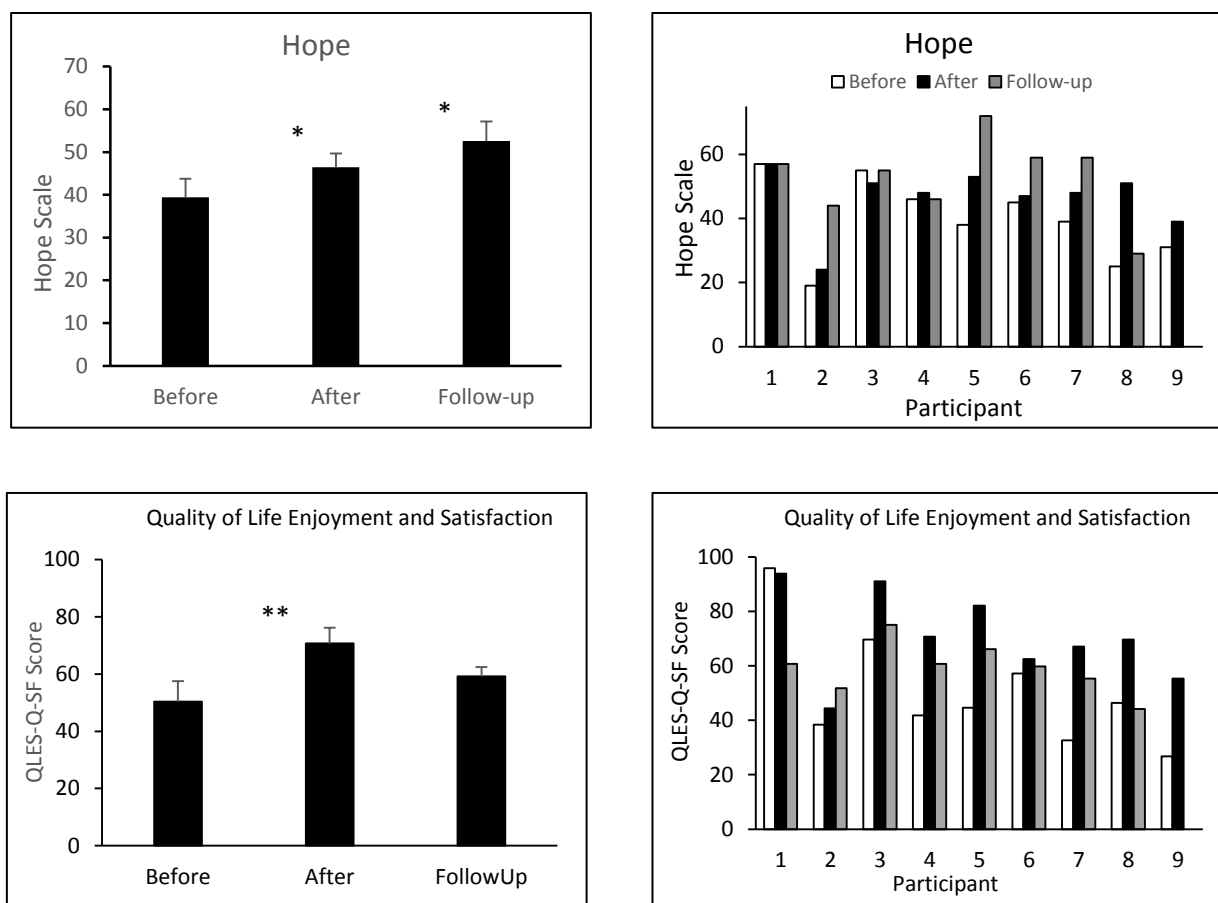 Hope
70
60
50
40
30
20
10
0
Hope Scale
*
*
Before After Follow-up
Hope
Before After Follow-up
60
40
20
0
Hope Scale
1 2 3 4 5 6 7 8 9
Participant
Quality of Life Enjoyment and Satisfaction
100
80
60
40
20
0
QLES-Q-SF Score
**
Before After FollowUp
Quality of Life Enjoyment and Satisfaction
100
80
60
40
20
0
QLES-Q-SF Score
1 2 3 4 5 6 7 8 9
Participant